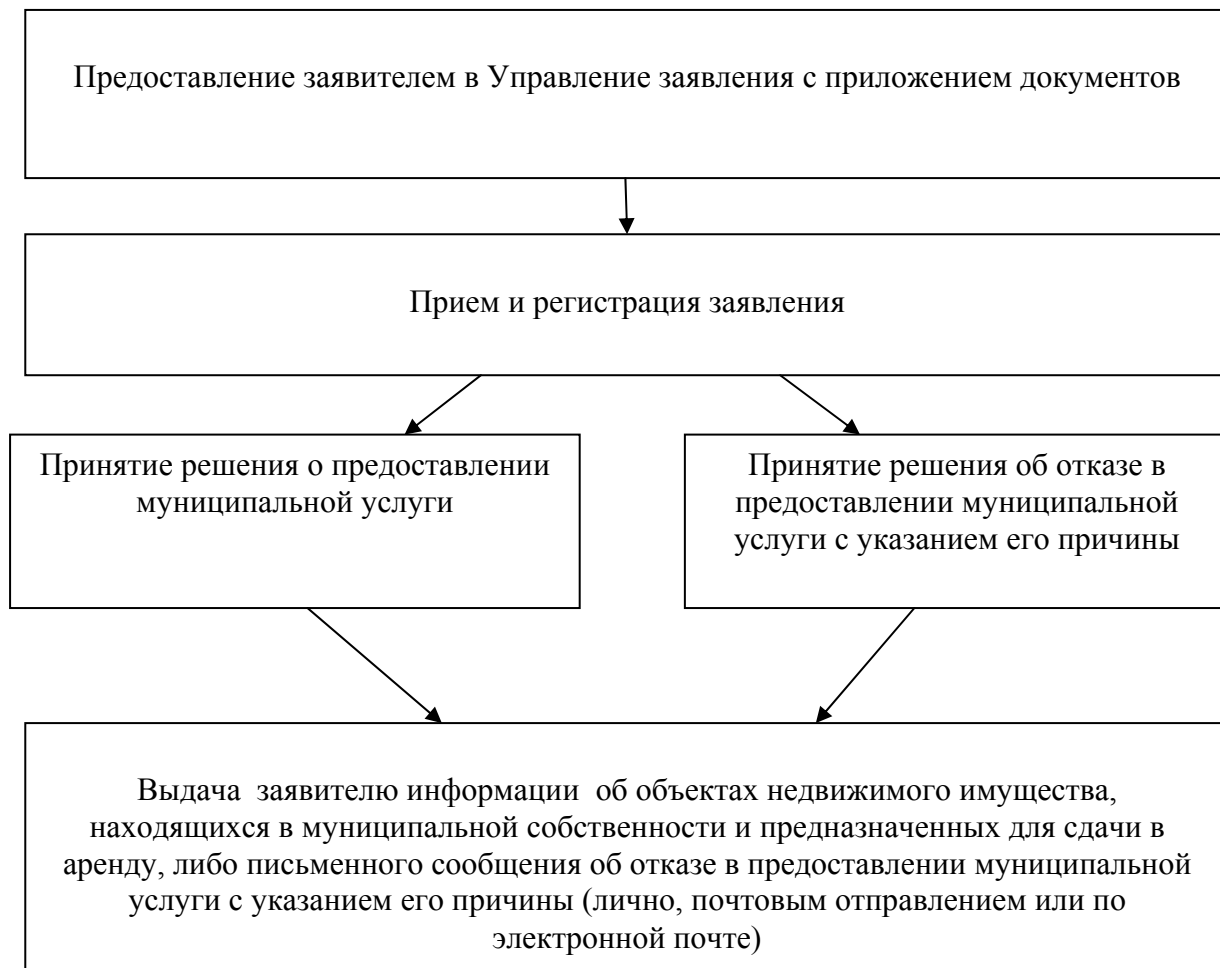 Предоставление заявителем в Управление заявления с приложением документов
Прием и регистрация заявления
Принятие решения о предоставлении
муниципальной услуги
Принятие решения об отказе в
предоставлении муниципальной
услуги с указанием его причины
Выдача заявителю информации об объектах недвижимого имущества,
находящихся в муниципальной собственности и предназначенных для сдачи в
аренду, либо письменного сообщения об отказе в предоставлении муниципальной
услуги с указанием его причины (лично, почтовым отправлением или по
электронной почте)